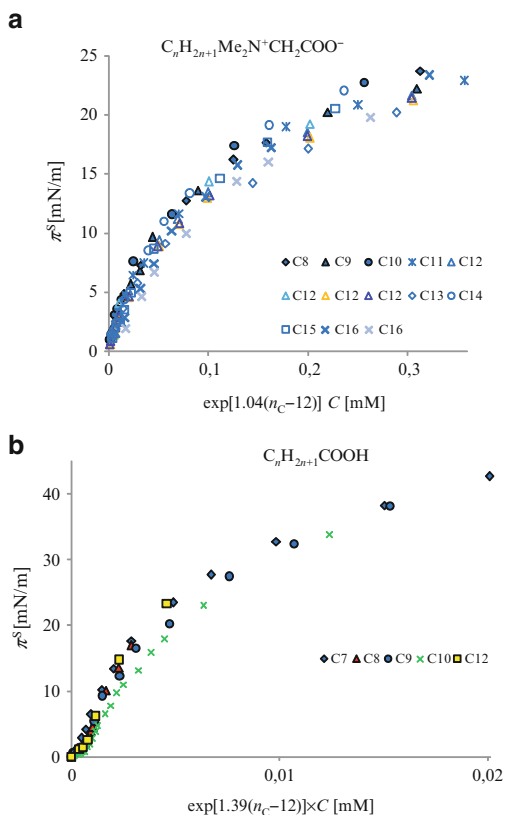 a
CₙH₂ₙ₊₁Me₂N⁺CH₂COO⁻
πˢ[mN/m]
25
20
15
10
5
0
0
0,1
0,2
0,3
C8 C9 C10 C11 C12
C12 C12 C12 C13 C14
C15 C16 C16
exp[1.04(n_C−12)] C [mM]
b
CₙH₂ₙ₊₁COOH
πˢ[mN/m]
40
30
20
10
0
0
0,01
0,02
C7 C8 C9 C10 C12
exp[1.39(n_C−12)]×C [mM]